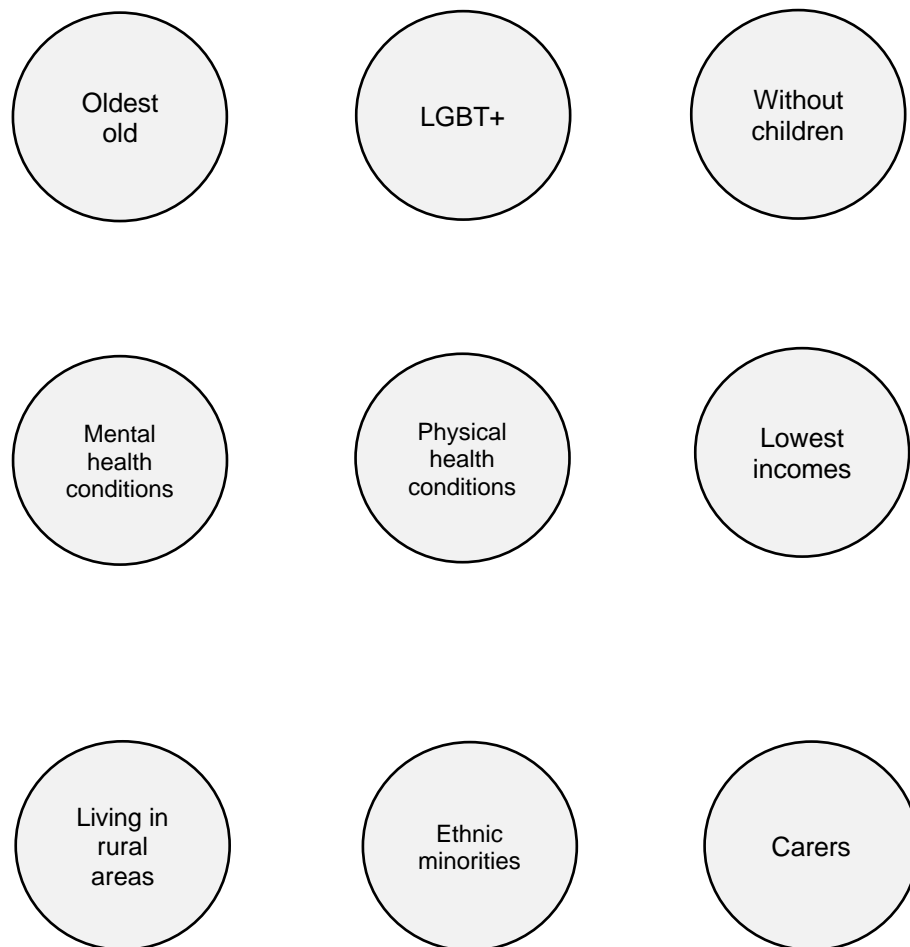 Oldest
old
LGBT+
Without
children
Mental
health
conditions
Physical
health
conditions
Lowest
incomes
Living in
rural
areas
Ethnic
minorities
Carers